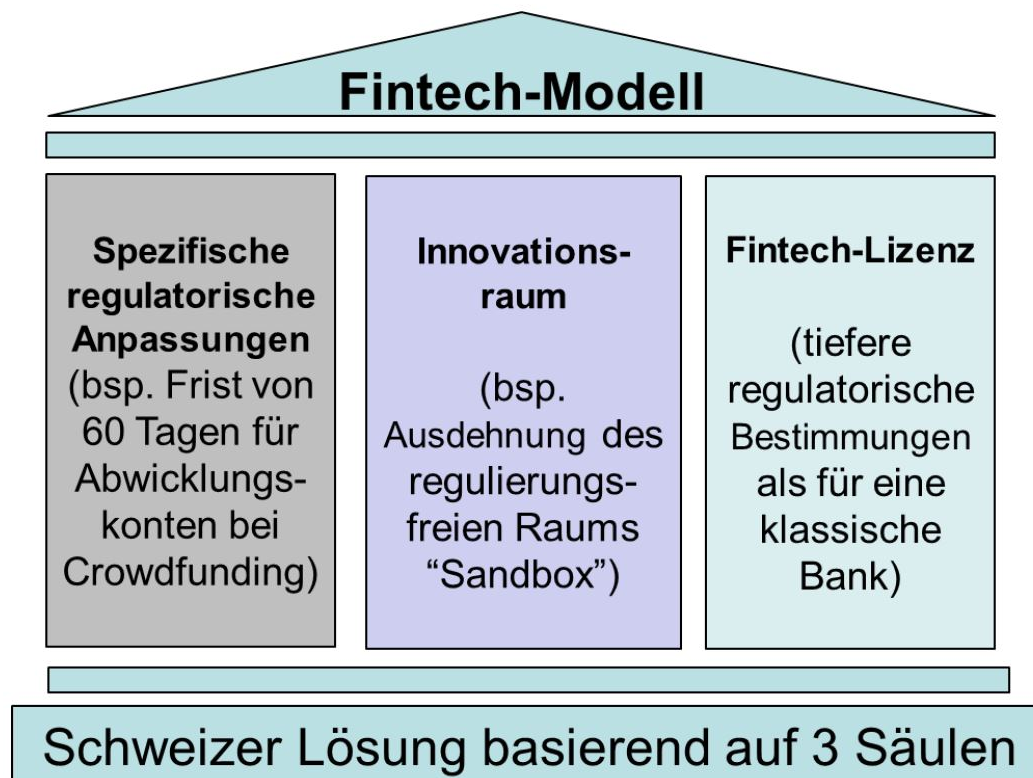 Fintech-Modell
Spezifische
regulatorische
Anpassungen
(bsp. Frist von
60 Tagen für
Abwicklungs-
konten bei
Crowdfunding)
Innovations-
raum
(bsp.
Ausdehnung des
regulierungs-
freien Raums
“Sandbox”)
Fintech-Lizenz
(tiefere
regulatorische
Bestimmungen
als für eine
klassische
Bank)
Schweizer Lösung basierend auf 3 Säulen